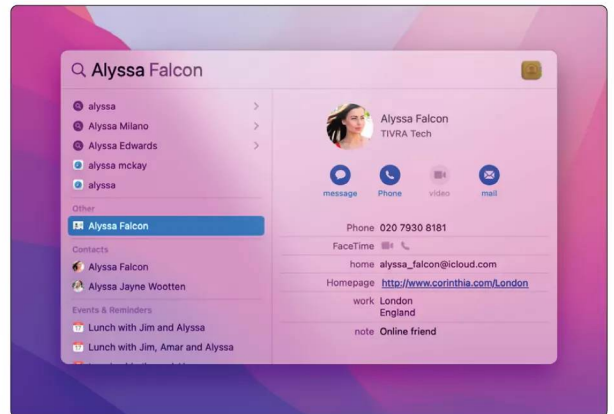 Alyssa Falcon
alyssa
Alyssa Milano
Alyssa Edwards
alyssa mckay
alyssa
Other
Alyssa Falcon
Contacts
Alyssa Falcon
Alyssa Jayne Wootten
Events & Reminders
Lunch with Jim and Alyssa
Lunch with Jim, Amar and Alyssa
Alyssa Falcon
TIVRA Tech
message Phone video mail
Phone 020 7930 8181
FaceTime
home alyssa_falcon@icloud.com
Homepage http://www.corinthia.com/London
work London
England
note Online friend